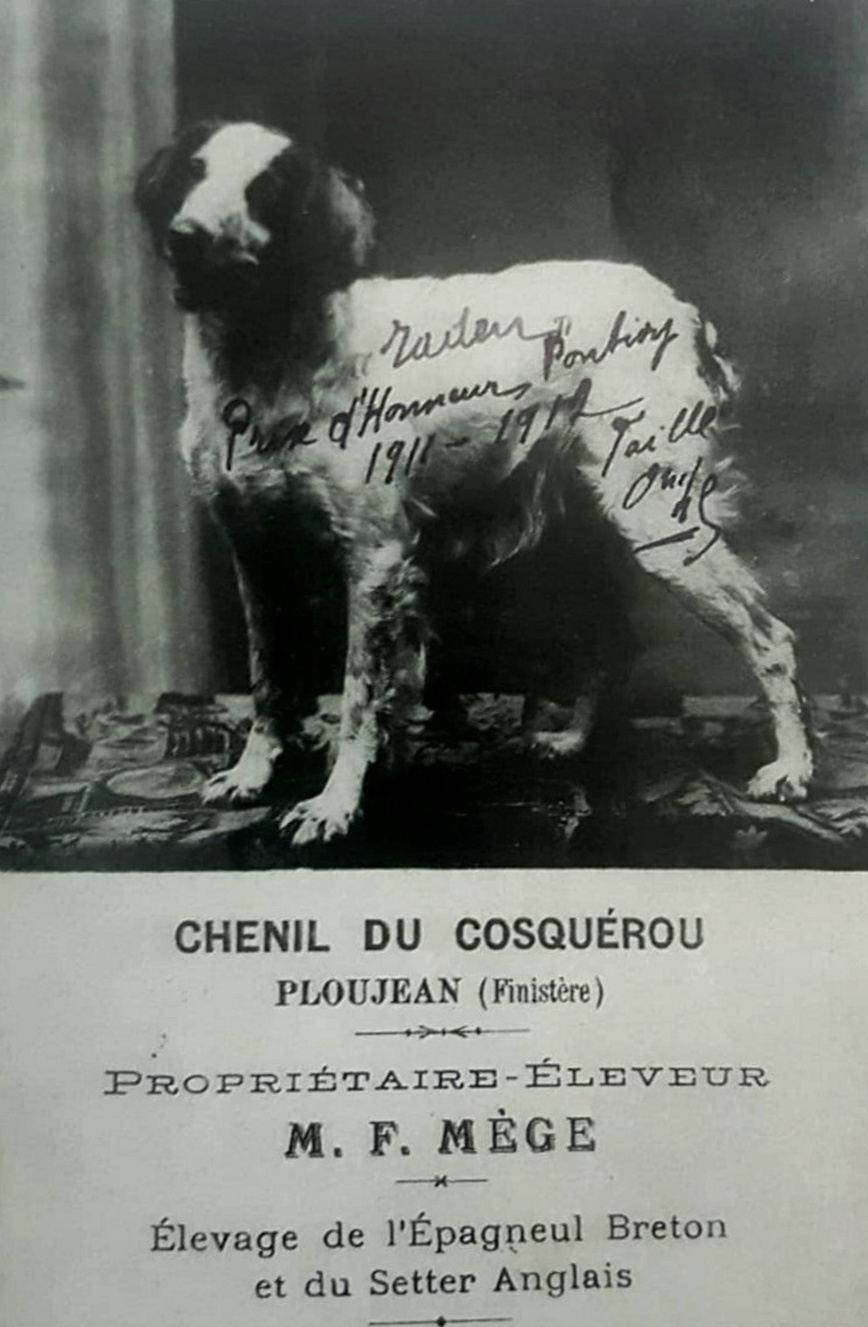 Pontivy
Prix d'Honneur
1911 - 1912
Taille
CHENIL DU COSQUÉROU
PLOUJEAN (Finistère)
PROPRIÉTAIRE-ÉLEVEUR
M. F. MÈGE
Élevage de l'Épagneul Breton
et du Setter Anglais